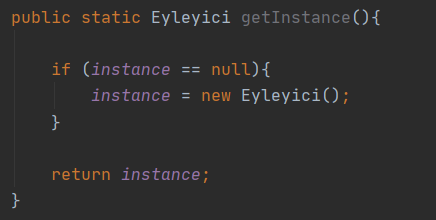 public static Eyleyici getInstance(){
if (instance == null){
instance = new Eyleyici();
}
return instance;
}